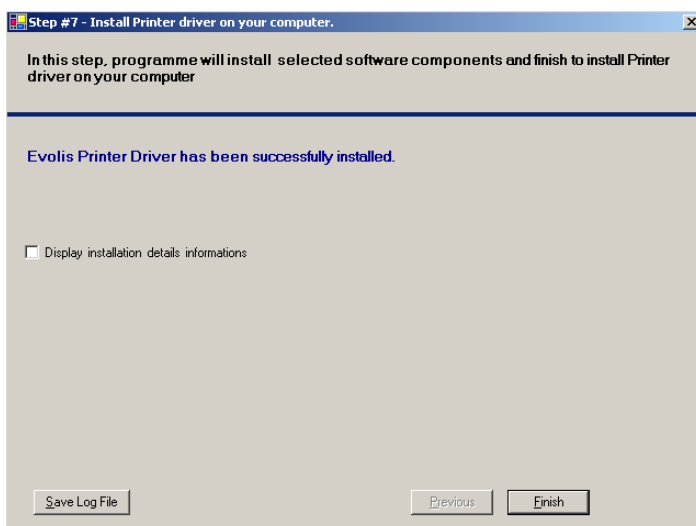 Step #7 - Install Printer driver on your computer.
In this step, programme will install selected software components and finish to install Printer
driver on your computer
Evolis Printer Driver has been successfully installed.
Display installation details informations
Save Log File
Previous
Finish